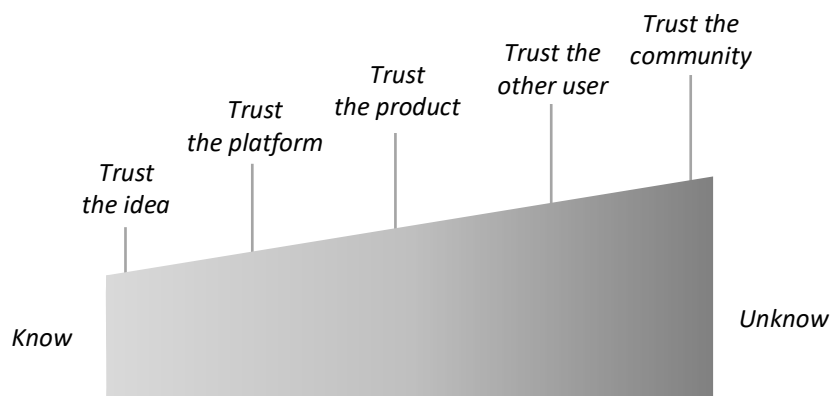 Trust
the idea
Trust
the platform
Trust
the product
Trust the
other user
Trust the
community
Know
Unknow